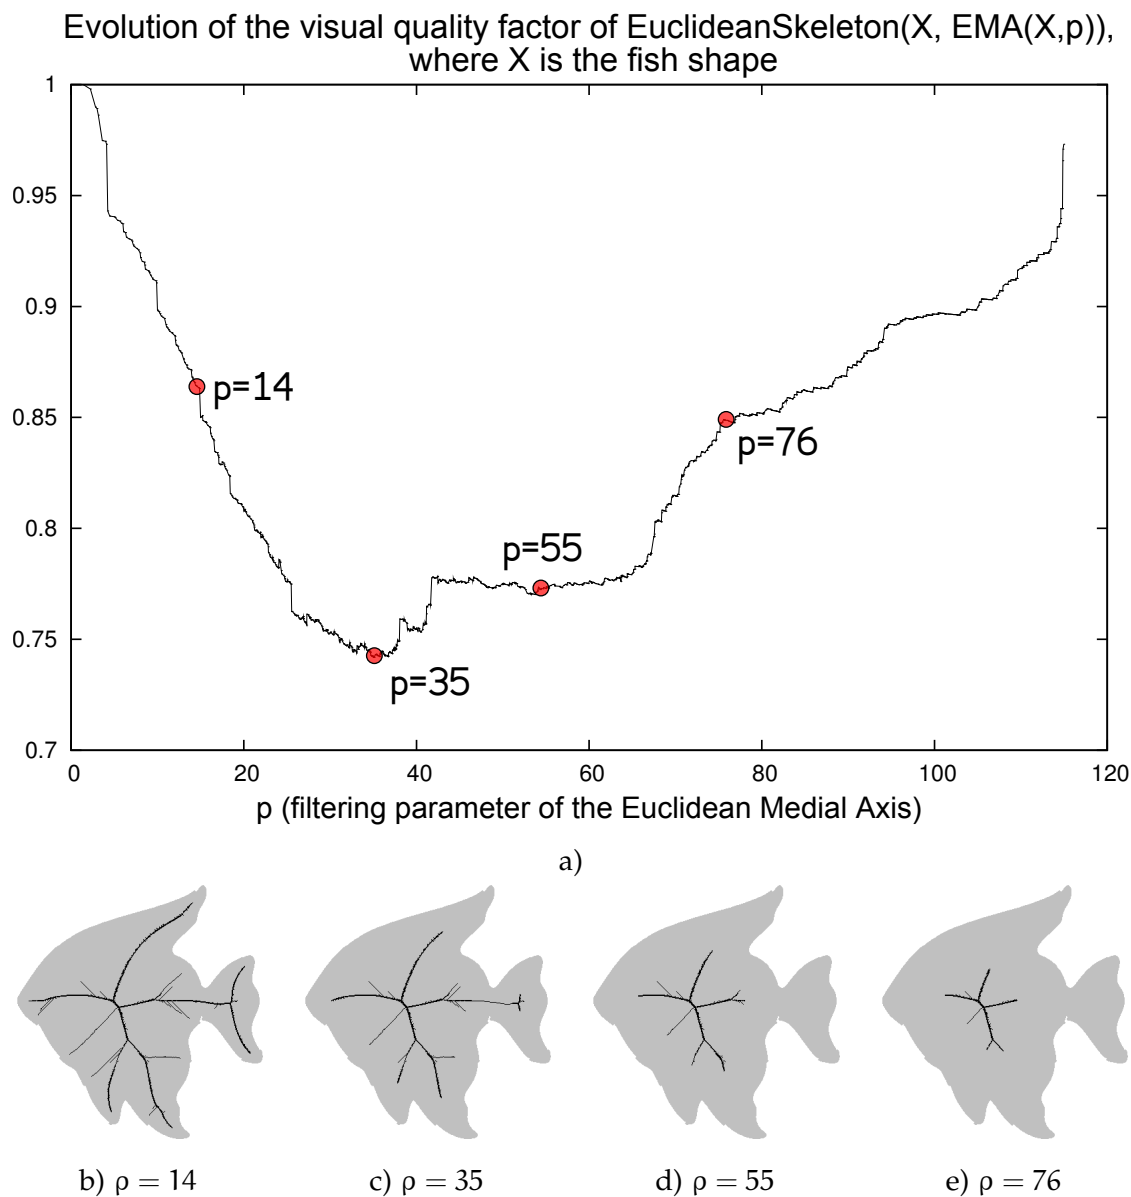 Evolution of the visual quality factor of EuclideanSkeleton(X, EMA(X,p)),
where X is the fish shape
1
0.95
0.9
0.85
0.8
0.75
0.7
p=14
p=76
p=55
p=35
0 20 40 60 80 100 120
p (filtering parameter of the Euclidean Medial Axis)
a)
b) ρ = 14 c) ρ = 35 d) ρ = 55 e) ρ = 76